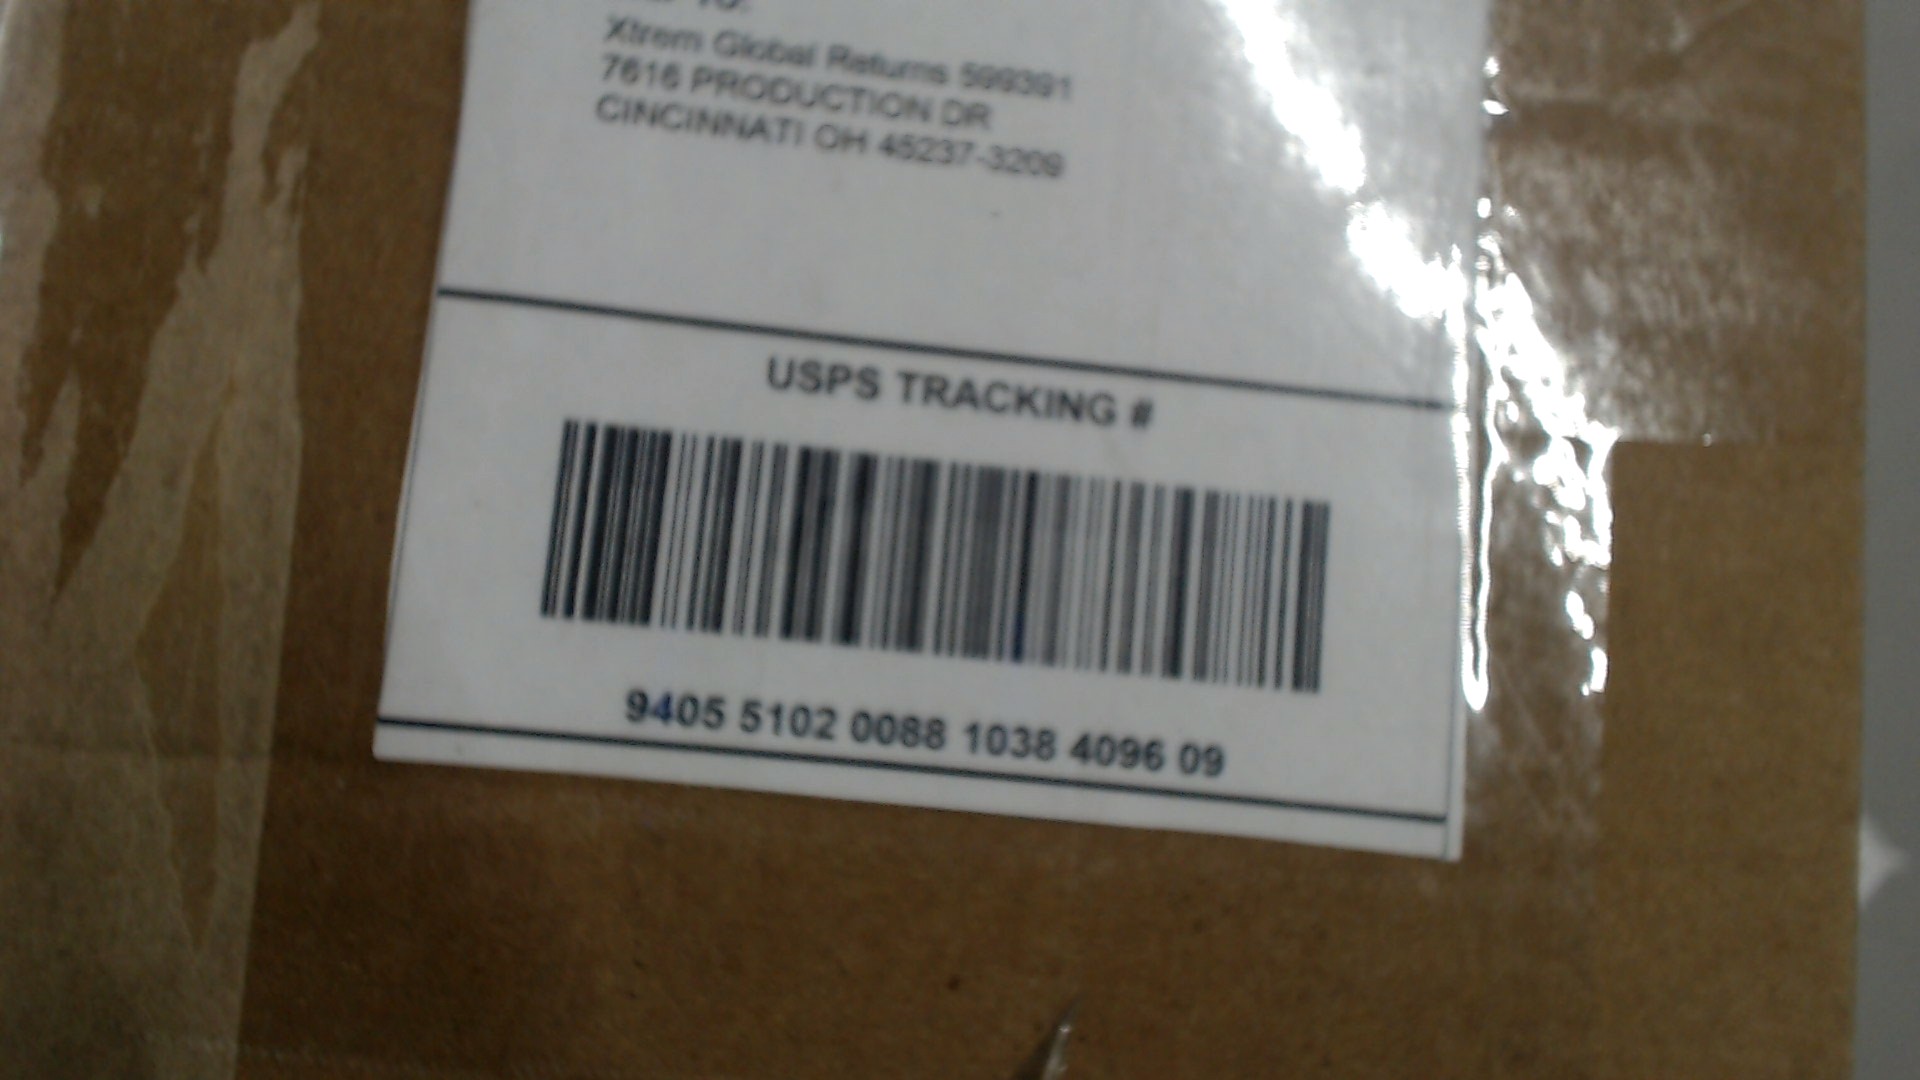 Xtrem Global Returns 599391
7616 PRODUCTION DR
CINCINNATI OH 45237-3209
USPS TRACKING #
9405 5102 0088 1038 4096 09